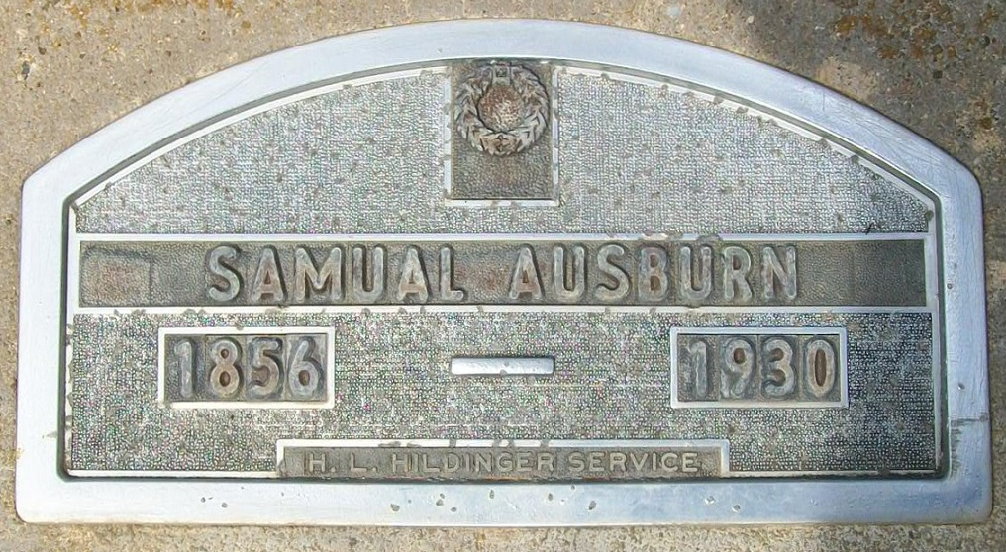 SAMUAL AUSBURN
1856 - 1930
H. L. HILDINGER SERVICE